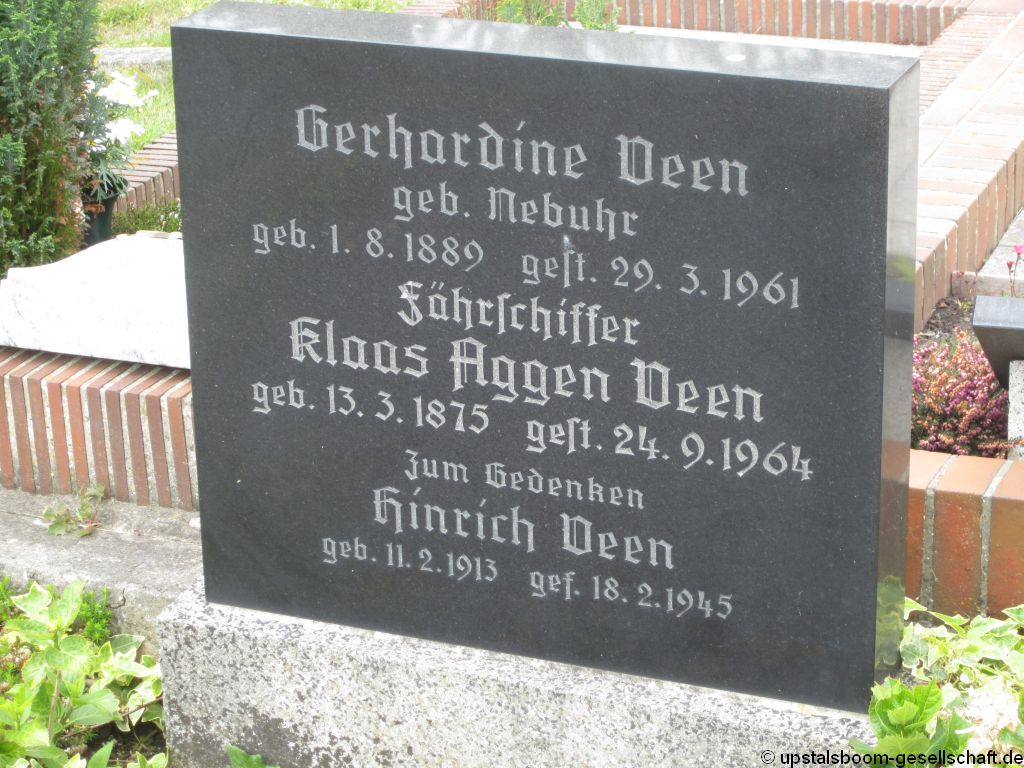 Gerhardine Veen
geb. Nebuhr
geb. 1. 8. 1889 gest. 29. 3. 1961
Fährschiffer
Klaas Aggen Veen
geb. 13. 3. 1875 gest. 24. 9. 1964
Zum Gedenken
Hinrich Veen
geb. 11. 2. 1913 gef. 18. 2. 1945
© upstalsboom-gesellschaft.de